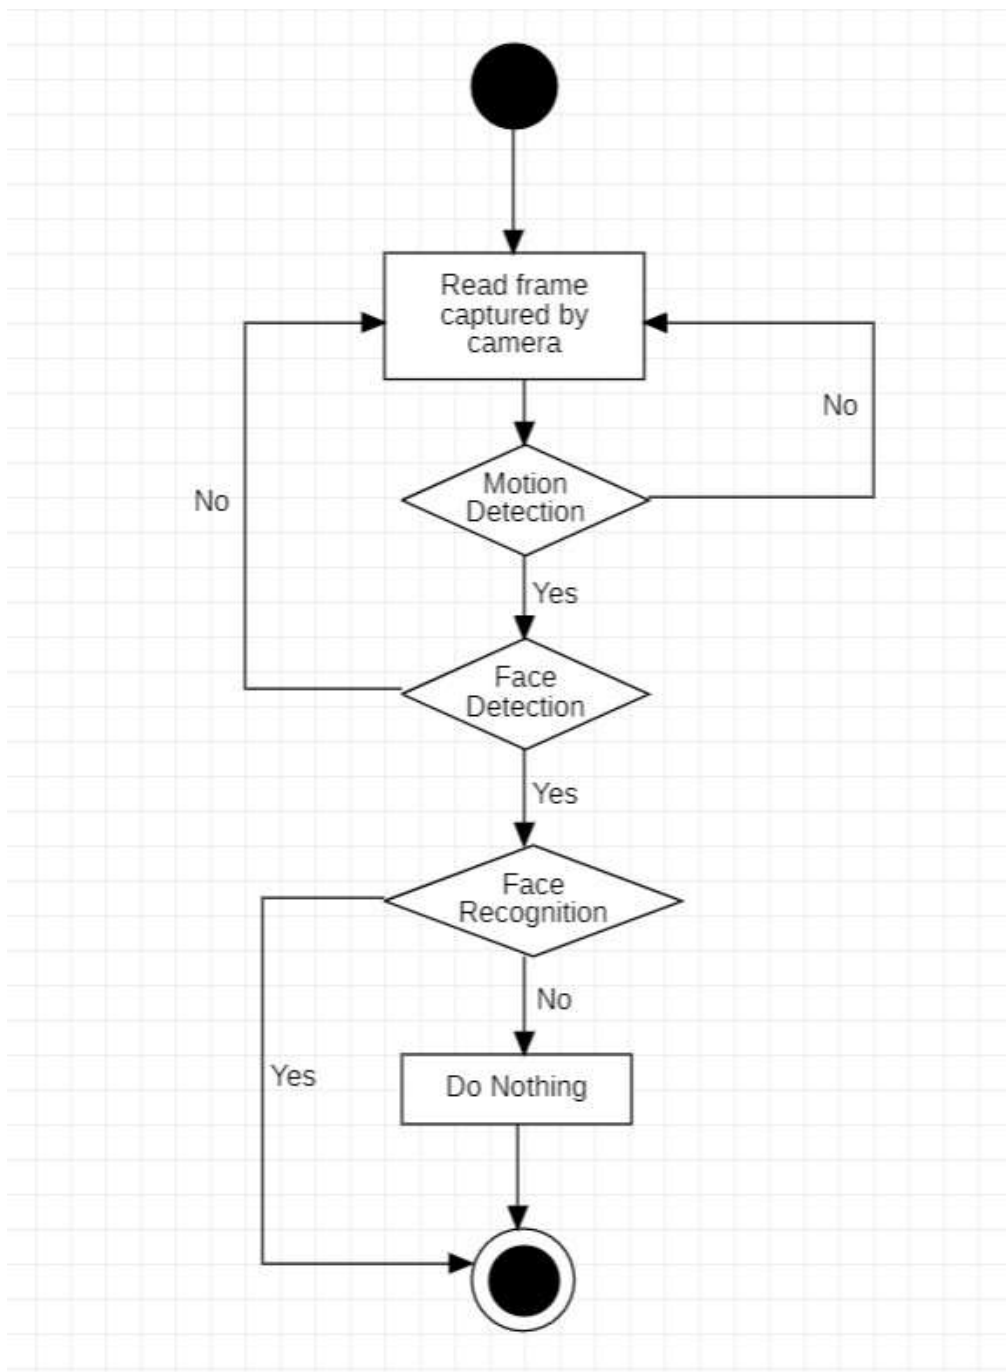 Read frame
captured by
camera
No
Motion
Detection
No
Yes
Face
Detection
Yes
Face
Recognition
No
Yes
Do Nothing